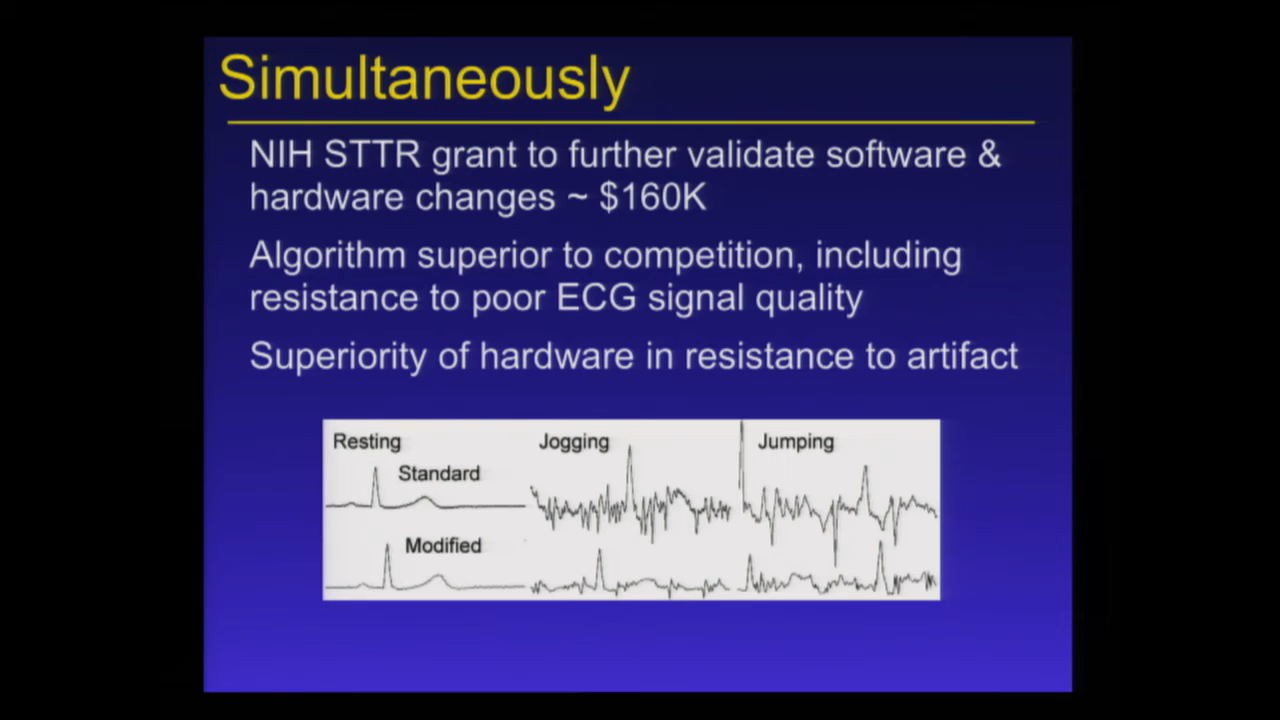 Simultaneously
NIH STTR grant to further validate software &
hardware changes ~ $160K
Algorithm superior to competition, including
resistance to poor ECG signal quality
Superiority of hardware in resistance to artifact
Resting
Jogging
Jumping
Standard
Modified